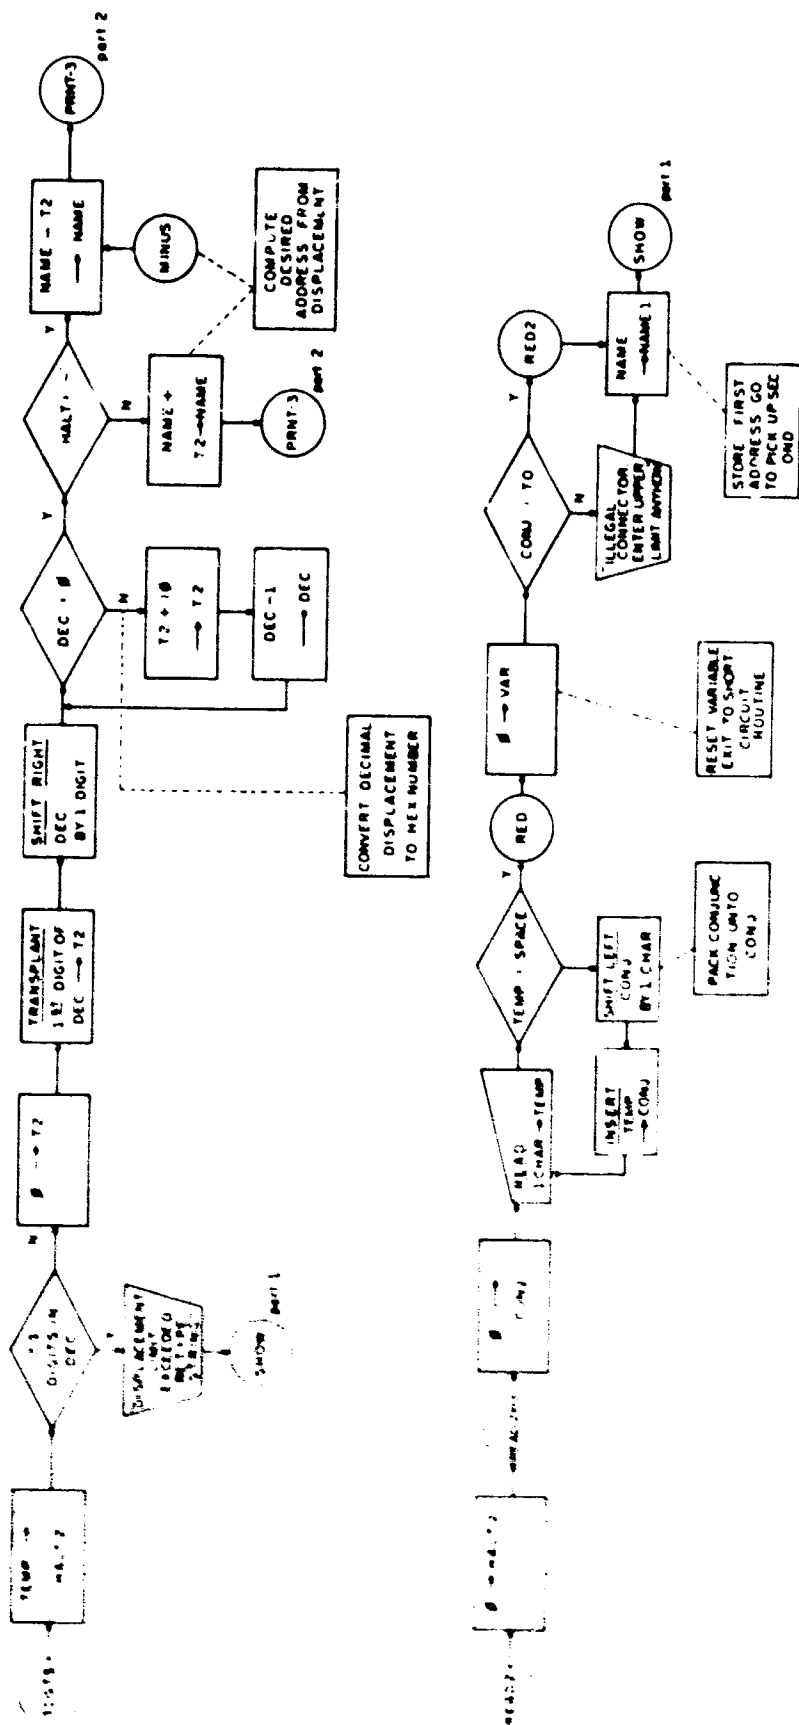 TEMP →
DIGITS IN
DEC
DISPLACEMENT
EXCEEDED
SHOW
part 1
N
∅ → T2
TRANSPLANT
1ST DIGIT OF
DEC → T2
SHIFT RIGHT
DEC
BY 1 DIGIT
DEC = ∅
Y
N
T2 + 10
→ T2
DEC - 1
→ DEC
CONVERT DECIMAL
DISPLACEMENT
TO HEX NUMBER
Y
N
NAME +
T2→NAME
PRNT-3
part 2
NAME - T2
→ NAME
MINUS
PRNT-3
part 2
COMPUTE
DESIRED
ADDRESS FROM
DISPLACEMENT
∅ →
CONJ
READ
1 CHAR → TEMP
TEMP = SPACE
Y
SHIFT LEFT
CONJ
BY 1 CHAR
INSERT
TEMP
→ CONJ
PACK CONJUNC
TION UNTO
CONJ
RED
∅ → VAR
RESET VARIABLE
EXIT TO SHORT
CIRCUIT
ROUTINE
CONJ = TO
Y
N
RED2
ILLEGAL
CONNECTOR
ENTER UPPER
LIMIT ANYHOW
NAME
→NAME 1
SHOW
part 1
STORE FIRST
ADDRESS GO
TO PICK UP SEC
OND